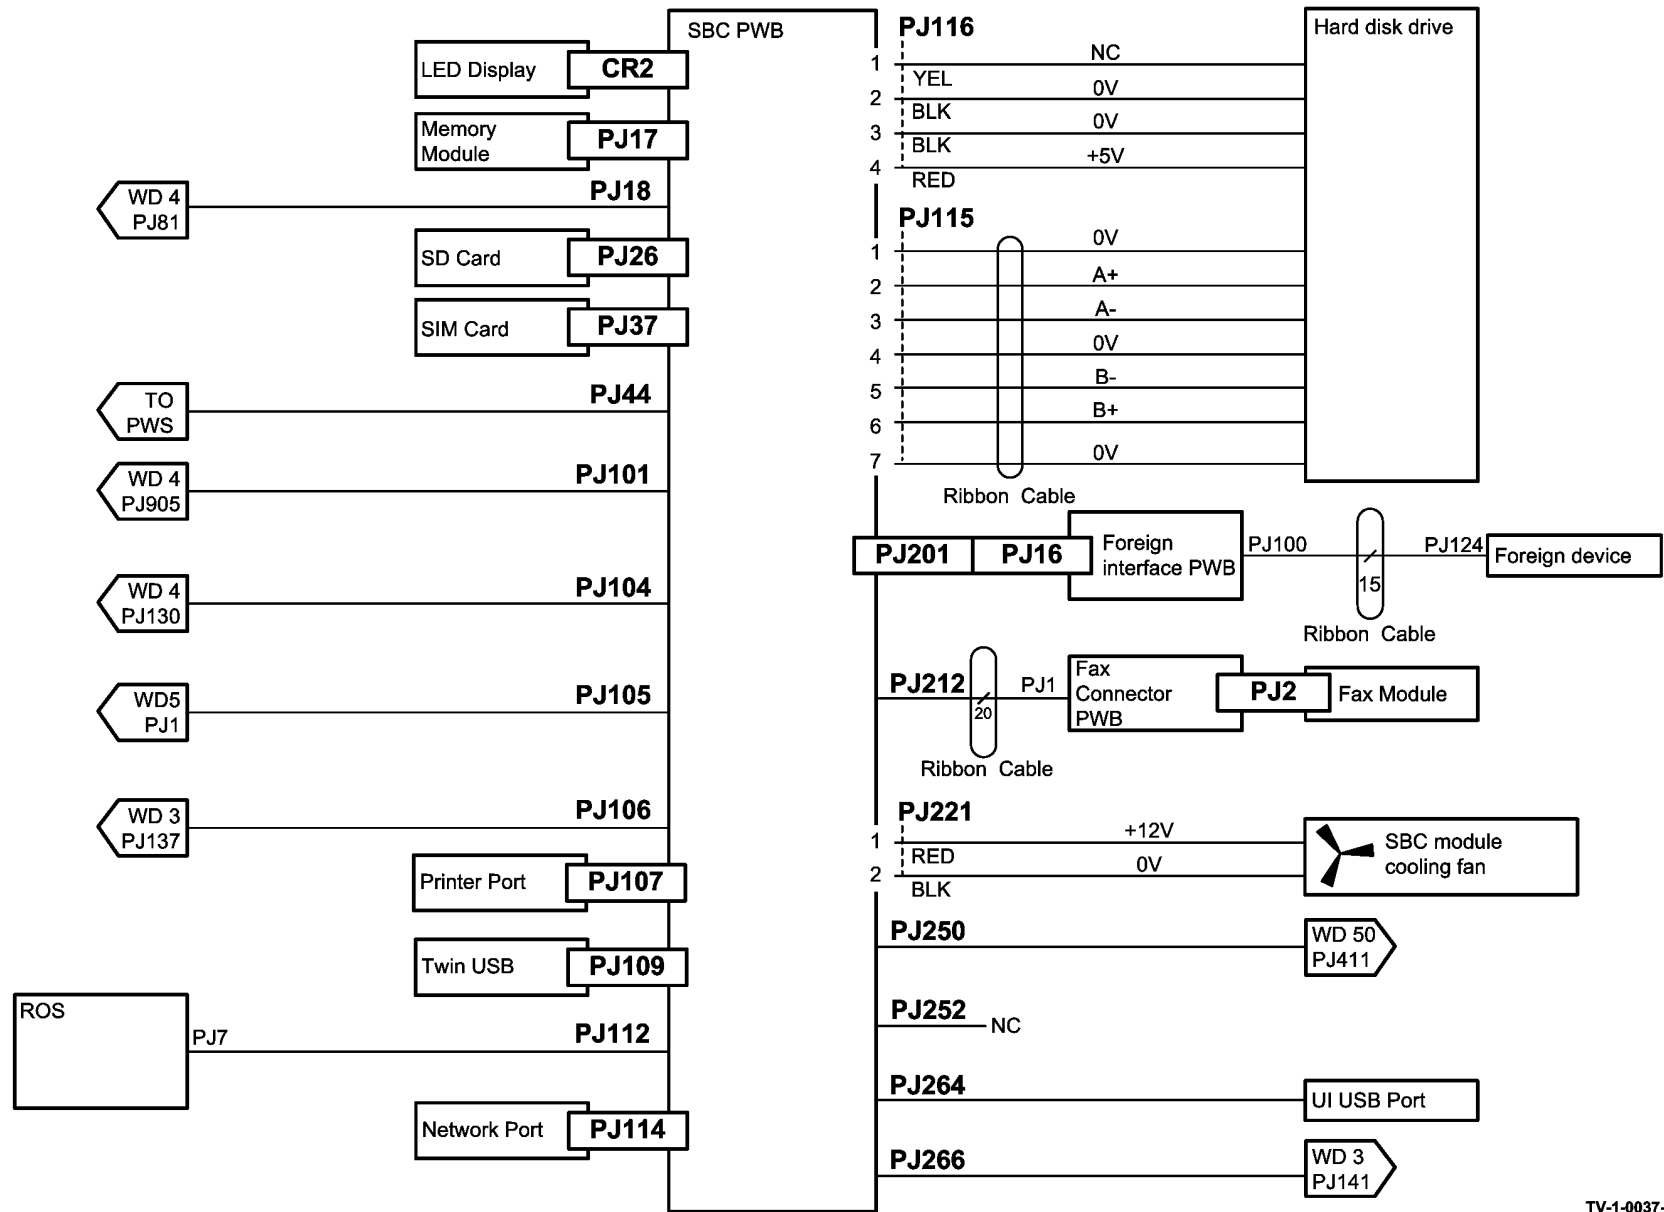 SBC PWB
LED Display
CR2
Memory
Module
PJ17
WD 4
PJ81
PJ18
SD Card
PJ26
SIM Card
PJ37
TO
PWS
PJ44
WD 4
PJ905
PJ101
WD 4
PJ130
PJ104
WD5
PJ1
PJ105
WD 3
PJ137
PJ106
Printer Port
PJ107
Twin USB
PJ109
ROS
PJ7
PJ112
Network Port
PJ114
PJ116
Hard disk drive
1
NC
YEL
2
0V
BLK
3
0V
BLK
4
+5V
RED
PJ115
1
0V
2
A+
3
A-
4
0V
5
B-
6
B+
7
0V
Ribbon Cable
PJ201
PJ16
Foreign
interface PWB
PJ100
15
PJ124
Foreign device
Ribbon Cable
PJ212
20
PJ1
Fax
Connector
PWB
PJ2
Fax Module
Ribbon Cable
PJ221
1
+12V
RED
2
0V
BLK
SBC module
cooling fan
PJ250
WD 50
PJ411
PJ252
NC
PJ264
UI USB Port
PJ266
WD 3
PJ141
TV-1-0037-